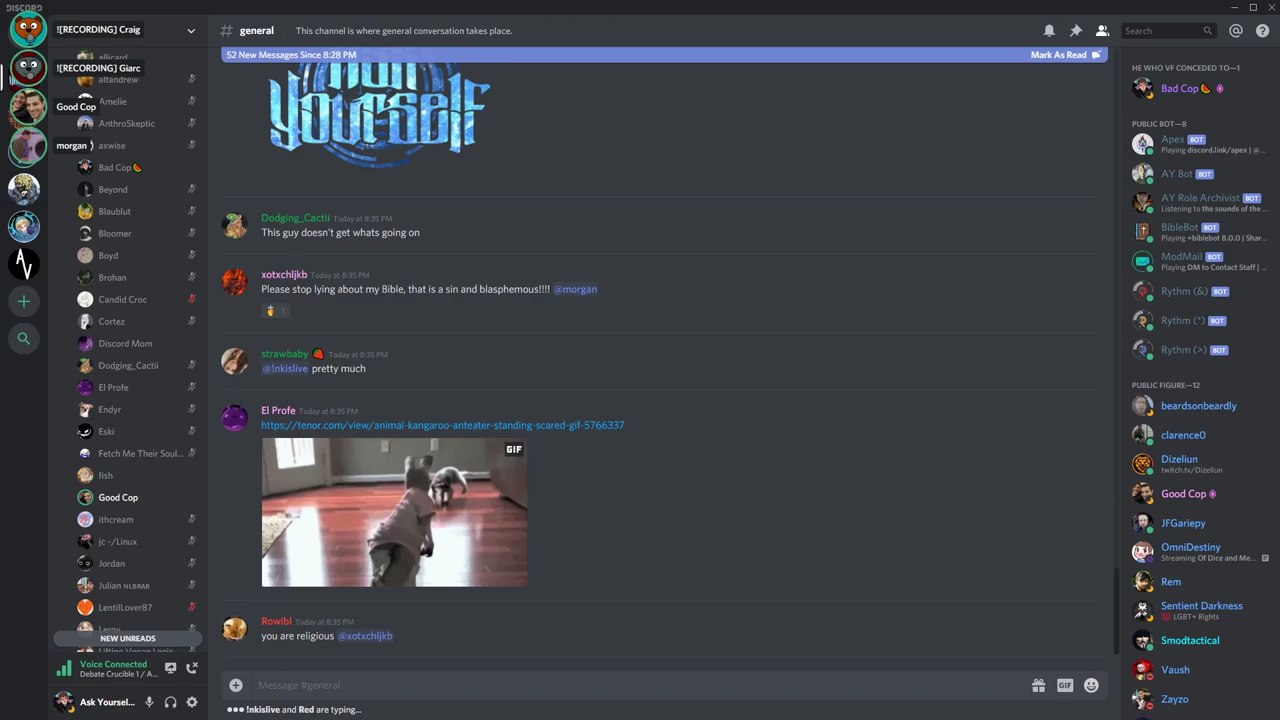 DISCORD
![RECORDING] Craig
![RECORDING] Giarc
Good Cop
morgan
allicard
altandrew
Amelie
AnthroSkeptic
axwise
Bad Cop
Beyond
Blaublut
Bloomer
Boyd
Brohan
Candid Croc
Cortez
Discord Mom
Dodging_Cactii
El Profe
Endyr
Eski
Fetch Me Their Soul...
fish
Good Cop
ithcream
jc ~/Linux
Jordan
Julian NLBRAR
LentilLover87
Leroy
NEW UNREADS
Lifting Vegan Logic
Voice Connected
Debate Crucible 1 / A...
Ask Yoursel...
# general
This channel is where general conversation takes place.
Search
52 New Messages Since 8:28 PM
Mark As Read
YOURSELF
Dodging_Cactii Today at 8:35 PM
This guy doesn't get whats going on
xotxchljkb Today at 8:35 PM
Please stop lying about my Bible, that is a sin and blasphemous!!!! @morgan
1
strawbaby Today at 8:35 PM
@!nkislive pretty much
El Profe Today at 8:35 PM
https://tenor.com/view/animal-kangaroo-anteater-standing-scared-gif-5766337
GIF
Rowibl Today at 8:35 PM
you are religious @xotxchljkb
Message #general
GIF
!nkislive and Red are typing...
HE WHO VF CONCEDED TO—1
Bad Cop
PUBLIC BOT—8
Apex BOT
Playing discord.link/apex | @...
AY Bot BOT
AY Role Archivist BOT
Listening to the sounds of the ...
BibleBot BOT
Playing +biblebot 8.0.0 | Shar...
ModMail BOT
Playing DM to Contact Staff | ...
Rythm (&) BOT
Rythm (*) BOT
Rythm (>) BOT
PUBLIC FIGURE—12
beardsonbeardly
clarence0
Dizeliun
twitch.tv/Dizeliun
Good Cop
JFGariepy
OmniDestiny
Streaming Of Dice and Me...
Rem
Sentient Darkness
LGBT+ Rights
Smodtactical
Vaush
Zayzo